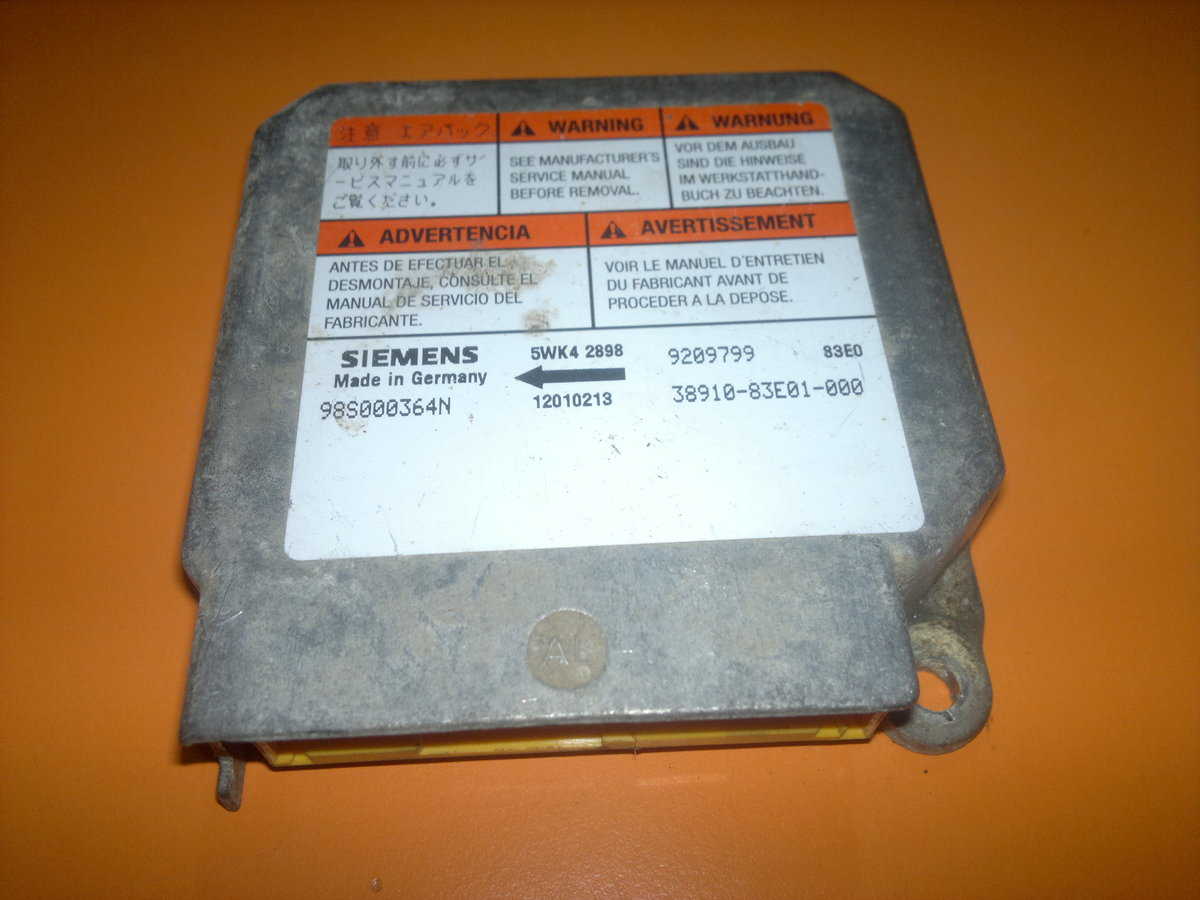 注意 エアバック
取り外す前に必ずサ
ービスマニュアルを
ご覧ください。
WARNING
SEE MANUFACTURER'S
SERVICE MANUAL
BEFORE REMOVAL.
WARNUNG
VOR DEM AUSBAU
SIND DIE HINWEISE
IM WERKSTATTHAND-
BUCH ZU BEACHTEN.
ADVERTENCIA
ANTES DE EFECTUAR EL
DESMONTAJE, CONSULTE EL
MANUAL DE SERVICIO DEL
FABRICANTE.
AVERTISSEMENT
VOIR LE MANUEL D'ENTRETIEN
DU FABRICANT AVANT DE
PROCEDER A LA DEPOSE.
SIEMENS
Made in Germany
98S000364N
5WK4 2898
12010213
9209799
83E0
38910-83E01-000